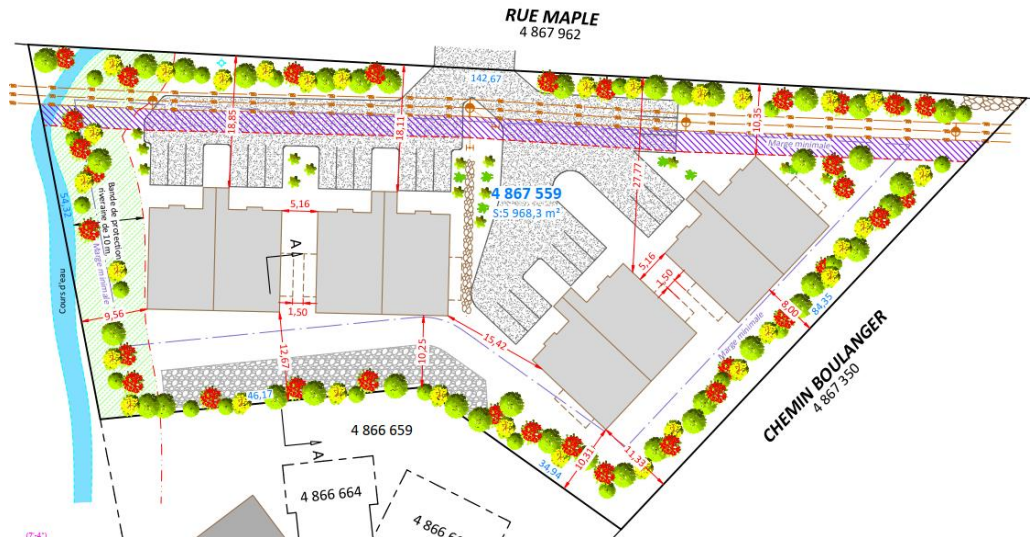 RUE MAPLE
4 867 962
142,67
18,85
18,11
27,77
10,35
Marge minimale
4 867 559
S:5 968,3 m²
Bande de protection
riveraine de 10 m.
Marge minimale
54,32
Cours d'eau
5,16
A
1,50
9,56
12,67
10,25
15,42
5,16
1,50
8,00
84,35
Marge minimale
CHEMIN BOULANGER
4 867 350
46,17
4 866 659
A
34,94
10,31
11,33
4 866 664
(7'-4")